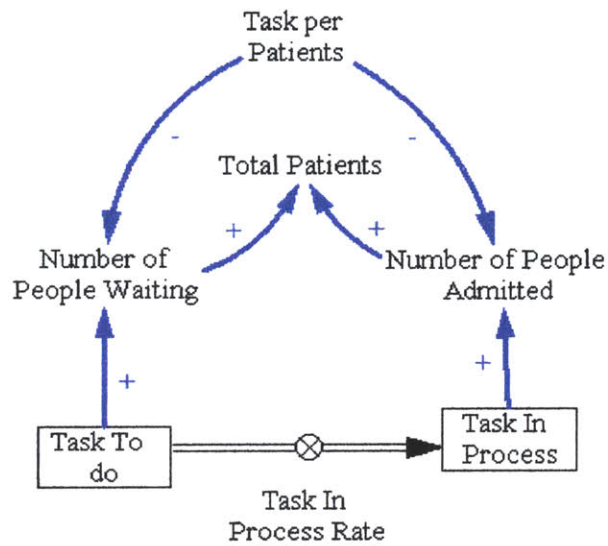 Task per
Patients
-
-
Total Patients
+
+
Number of
People Waiting
Number of People
Admitted
+
+
Task To
do
Task In
Process
Task In
Process Rate